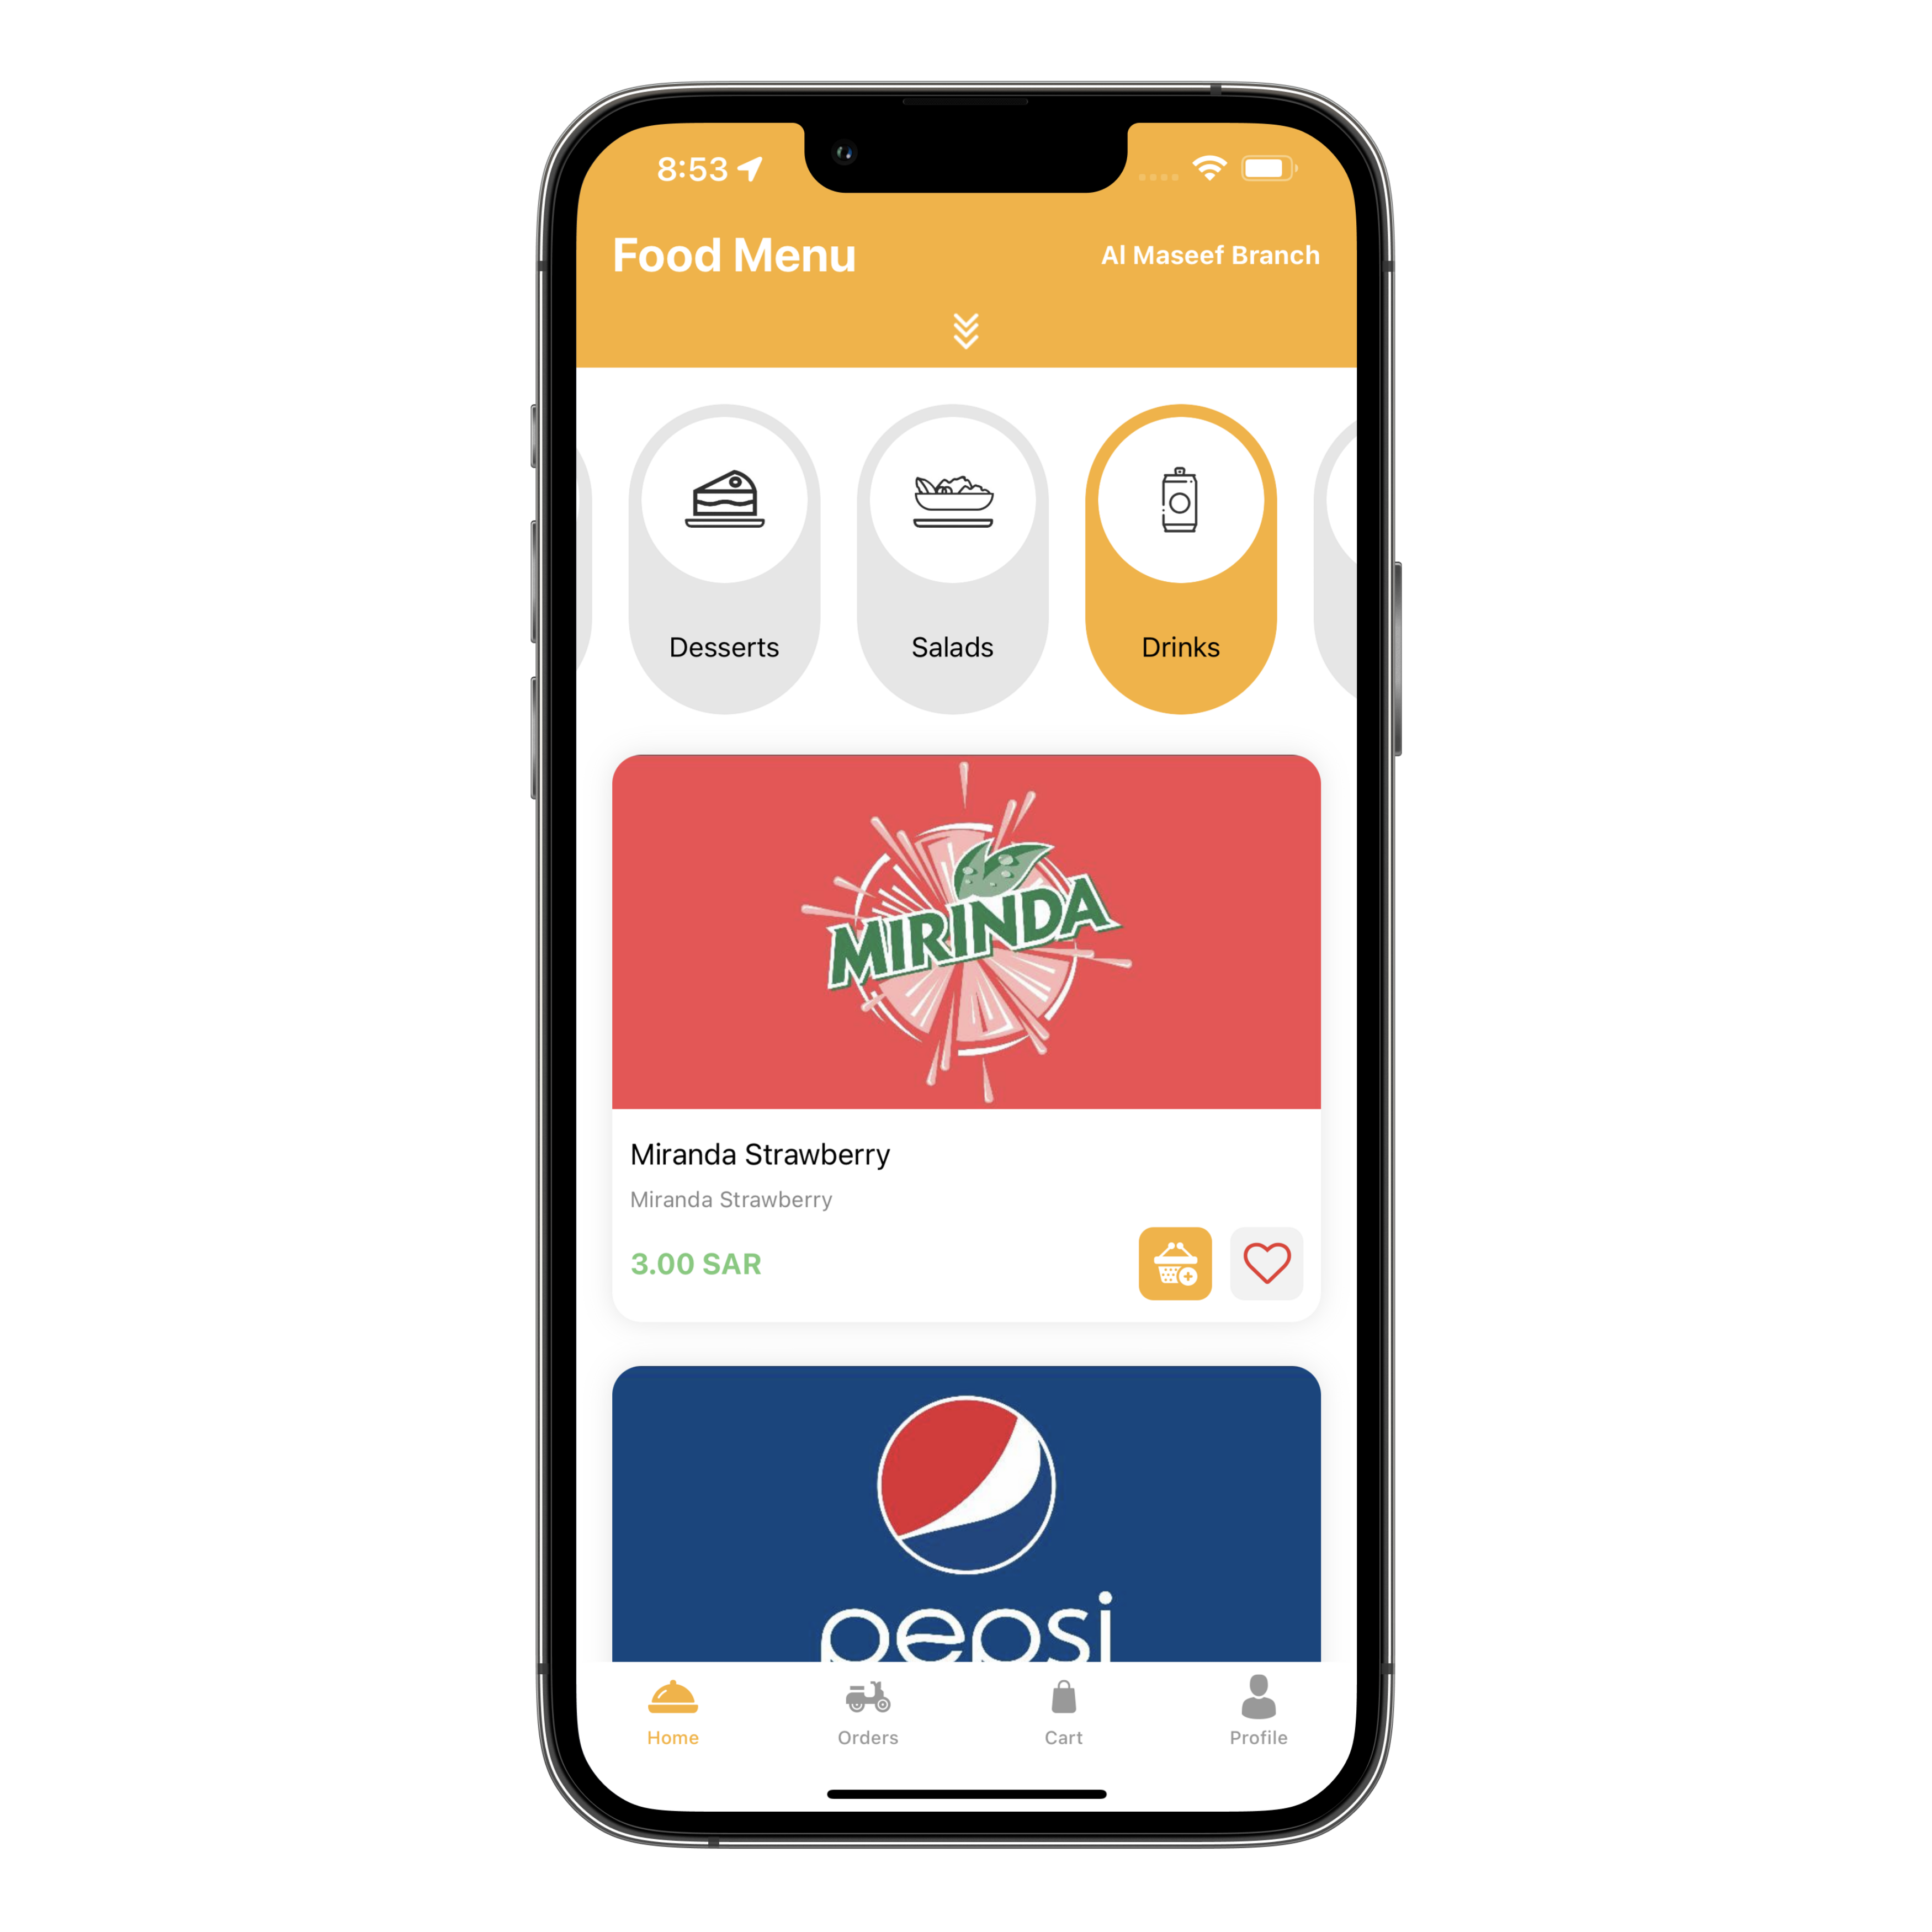 8:53
Food Menu
Al Maseef Branch
Desserts
Salads
Drinks
MIRINDA
Miranda Strawberry
Miranda Strawberry
3.00 SAR
pepsi
Home
Orders
Cart
Profile